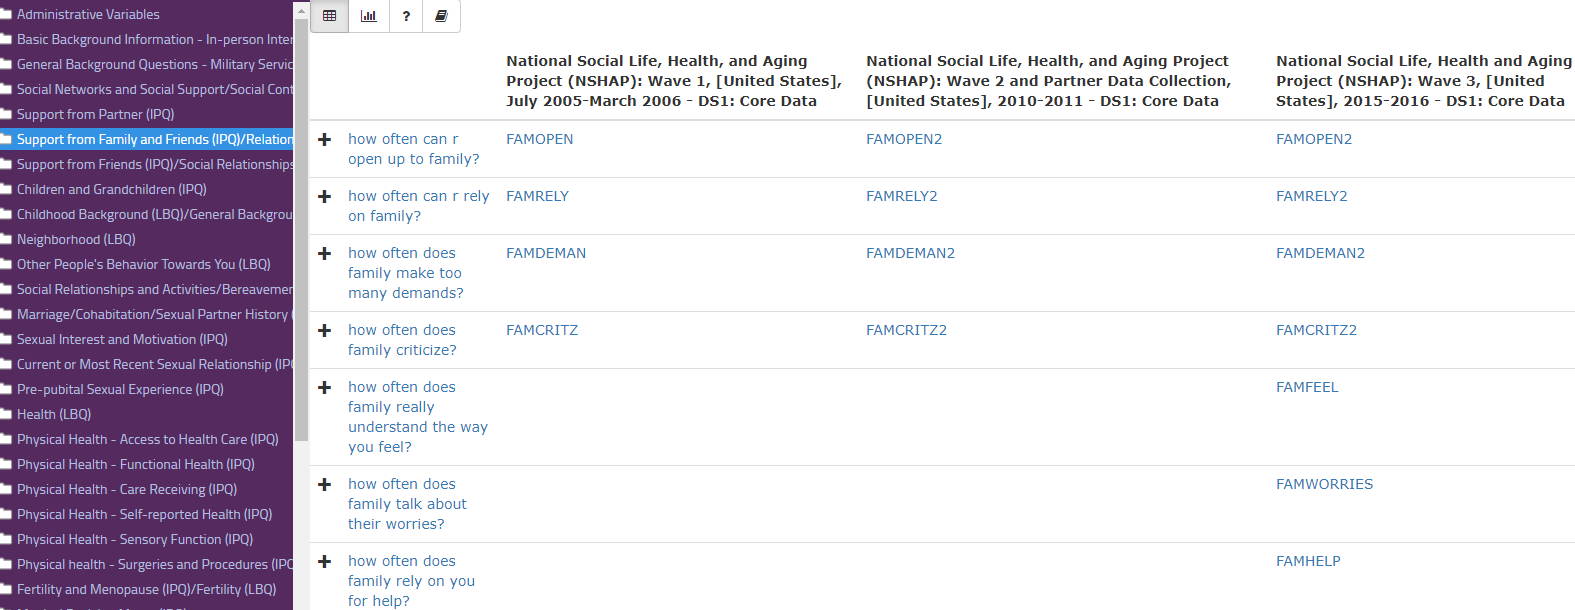 Administrative Variables
Basic Background Information - In-person Inter
General Background Questions - Military Servic
Social Networks and Social Support/Social Cont
Support from Partner (IPQ)
Support from Family and Friends (IPQ)/Relation
Support from Friends (IPQ)/Social Relationships
Children and Grandchildren (IPQ)
Childhood Background (LBQ)/General Backgrou
Neighborhood (LBQ)
Other People's Behavior Towards You (LBQ)
Social Relationships and Activities/Bereavemen
Marriage/Cohabitation/Sexual Partner History (
Sexual Interest and Motivation (IPQ)
Current or Most Recent Sexual Relationship (IPQ
Pre-pubital Sexual Experience (IPQ)
Health (LBQ)
Physical Health - Access to Health Care (IPQ)
Physical Health - Functional Health (IPQ)
Physical Health - Care Receiving (IPQ)
Physical Health - Self-reported Health (IPQ)
Physical Health - Sensory Function (IPQ)
Physical health - Surgeries and Procedures (IPQ
Fertility and Menopause (IPQ)/Fertility (LBQ)
?
National Social Life, Health, and Aging
Project (NSHAP): Wave 1, [United States],
July 2005-March 2006 - DS1: Core Data
National Social Life, Health, and Aging Project
(NSHAP): Wave 2 and Partner Data Collection,
[United States], 2010-2011 - DS1: Core Data
National Social Life, Health and Aging
Project (NSHAP): Wave 3, [United
States], 2015-2016 - DS1: Core Data
how often can r
open up to family?
FAMOPEN
FAMOPEN2
FAMOPEN2
how often can r rely
on family?
FAMRELY
FAMRELY2
FAMRELY2
how often does
family make too
many demands?
FAMDEMAN
FAMDEMAN2
FAMDEMAN2
how often does
family criticize?
FAMCRITZ
FAMCRITZ2
FAMCRITZ2
how often does
family really
understand the way
you feel?
FAMFEEL
how often does
family talk about
their worries?
FAMWORRIES
how often does
family rely on you
for help?
FAMHELP